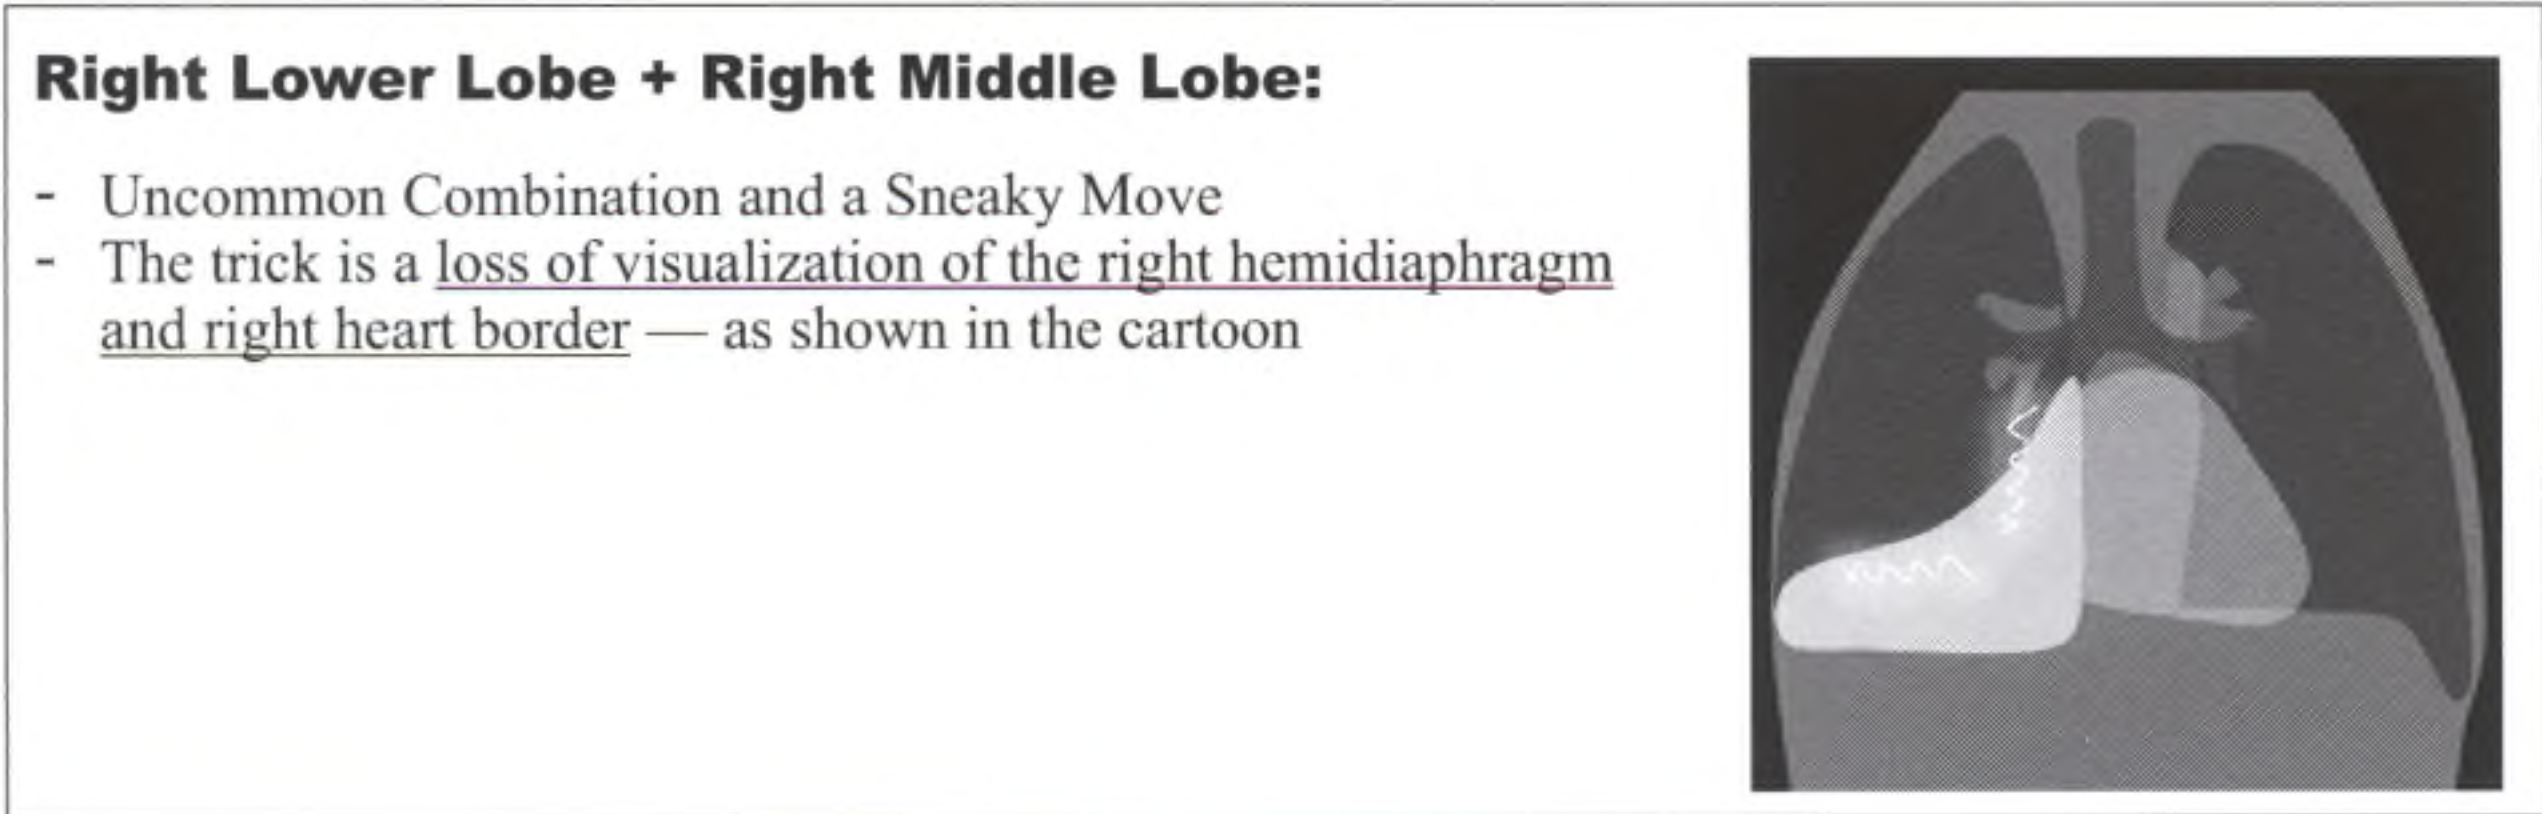 Right Lower Lobe + Right Middle Lobe:
- Uncommon Combination and a Sneaky Move
- The trick is a loss of visualization of the right hemidiaphragm
and right heart border — as shown in the cartoon